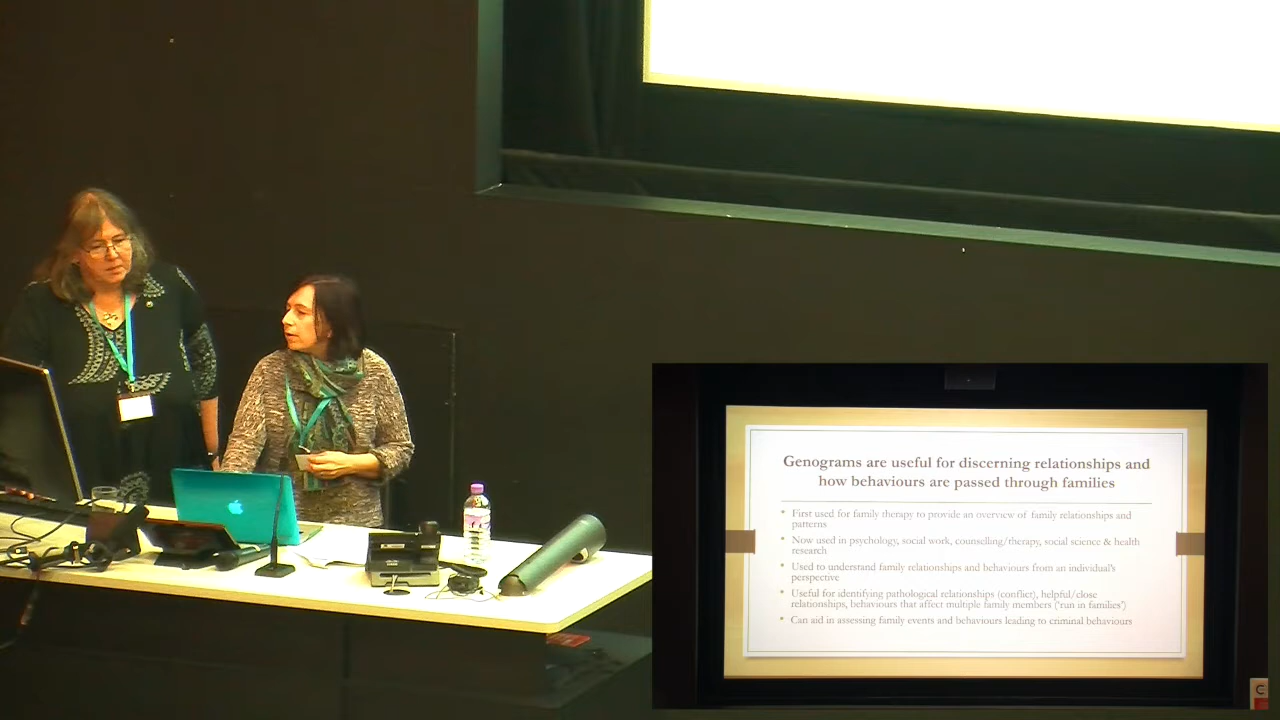 Genograms are useful for discerning relationships and
how behaviours are passed through families
• First used for family therapy to provide an overview of family relationships and
patterns
• Now used in psychology, social work, counselling/therapy, social science & health
research
• Used to understand family relationships and behaviours from an individual's
perspective
• Useful for identifying pathological relationships (conflict), helpful/close
relationships, behaviours that affect multiple family members ('run in families')
• Can aid in assessing family events and behaviours leading to criminal behaviours
C